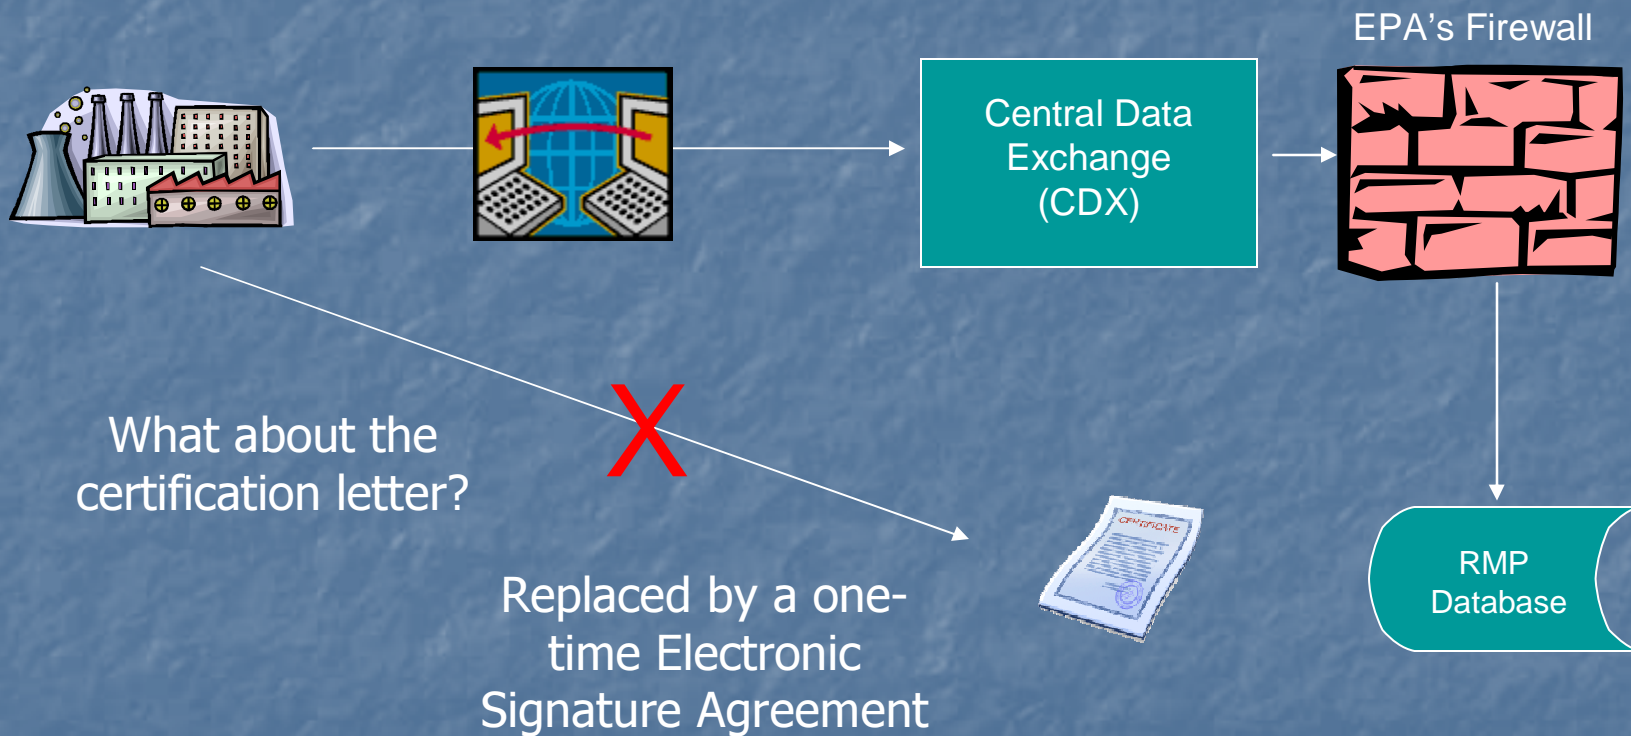 EPA's Firewall
Central Data
Exchange
(CDX)
What about the
certification letter?
CERTIFICATE
Replaced by a one-
time Electronic
Signature Agreement
RMP
Database